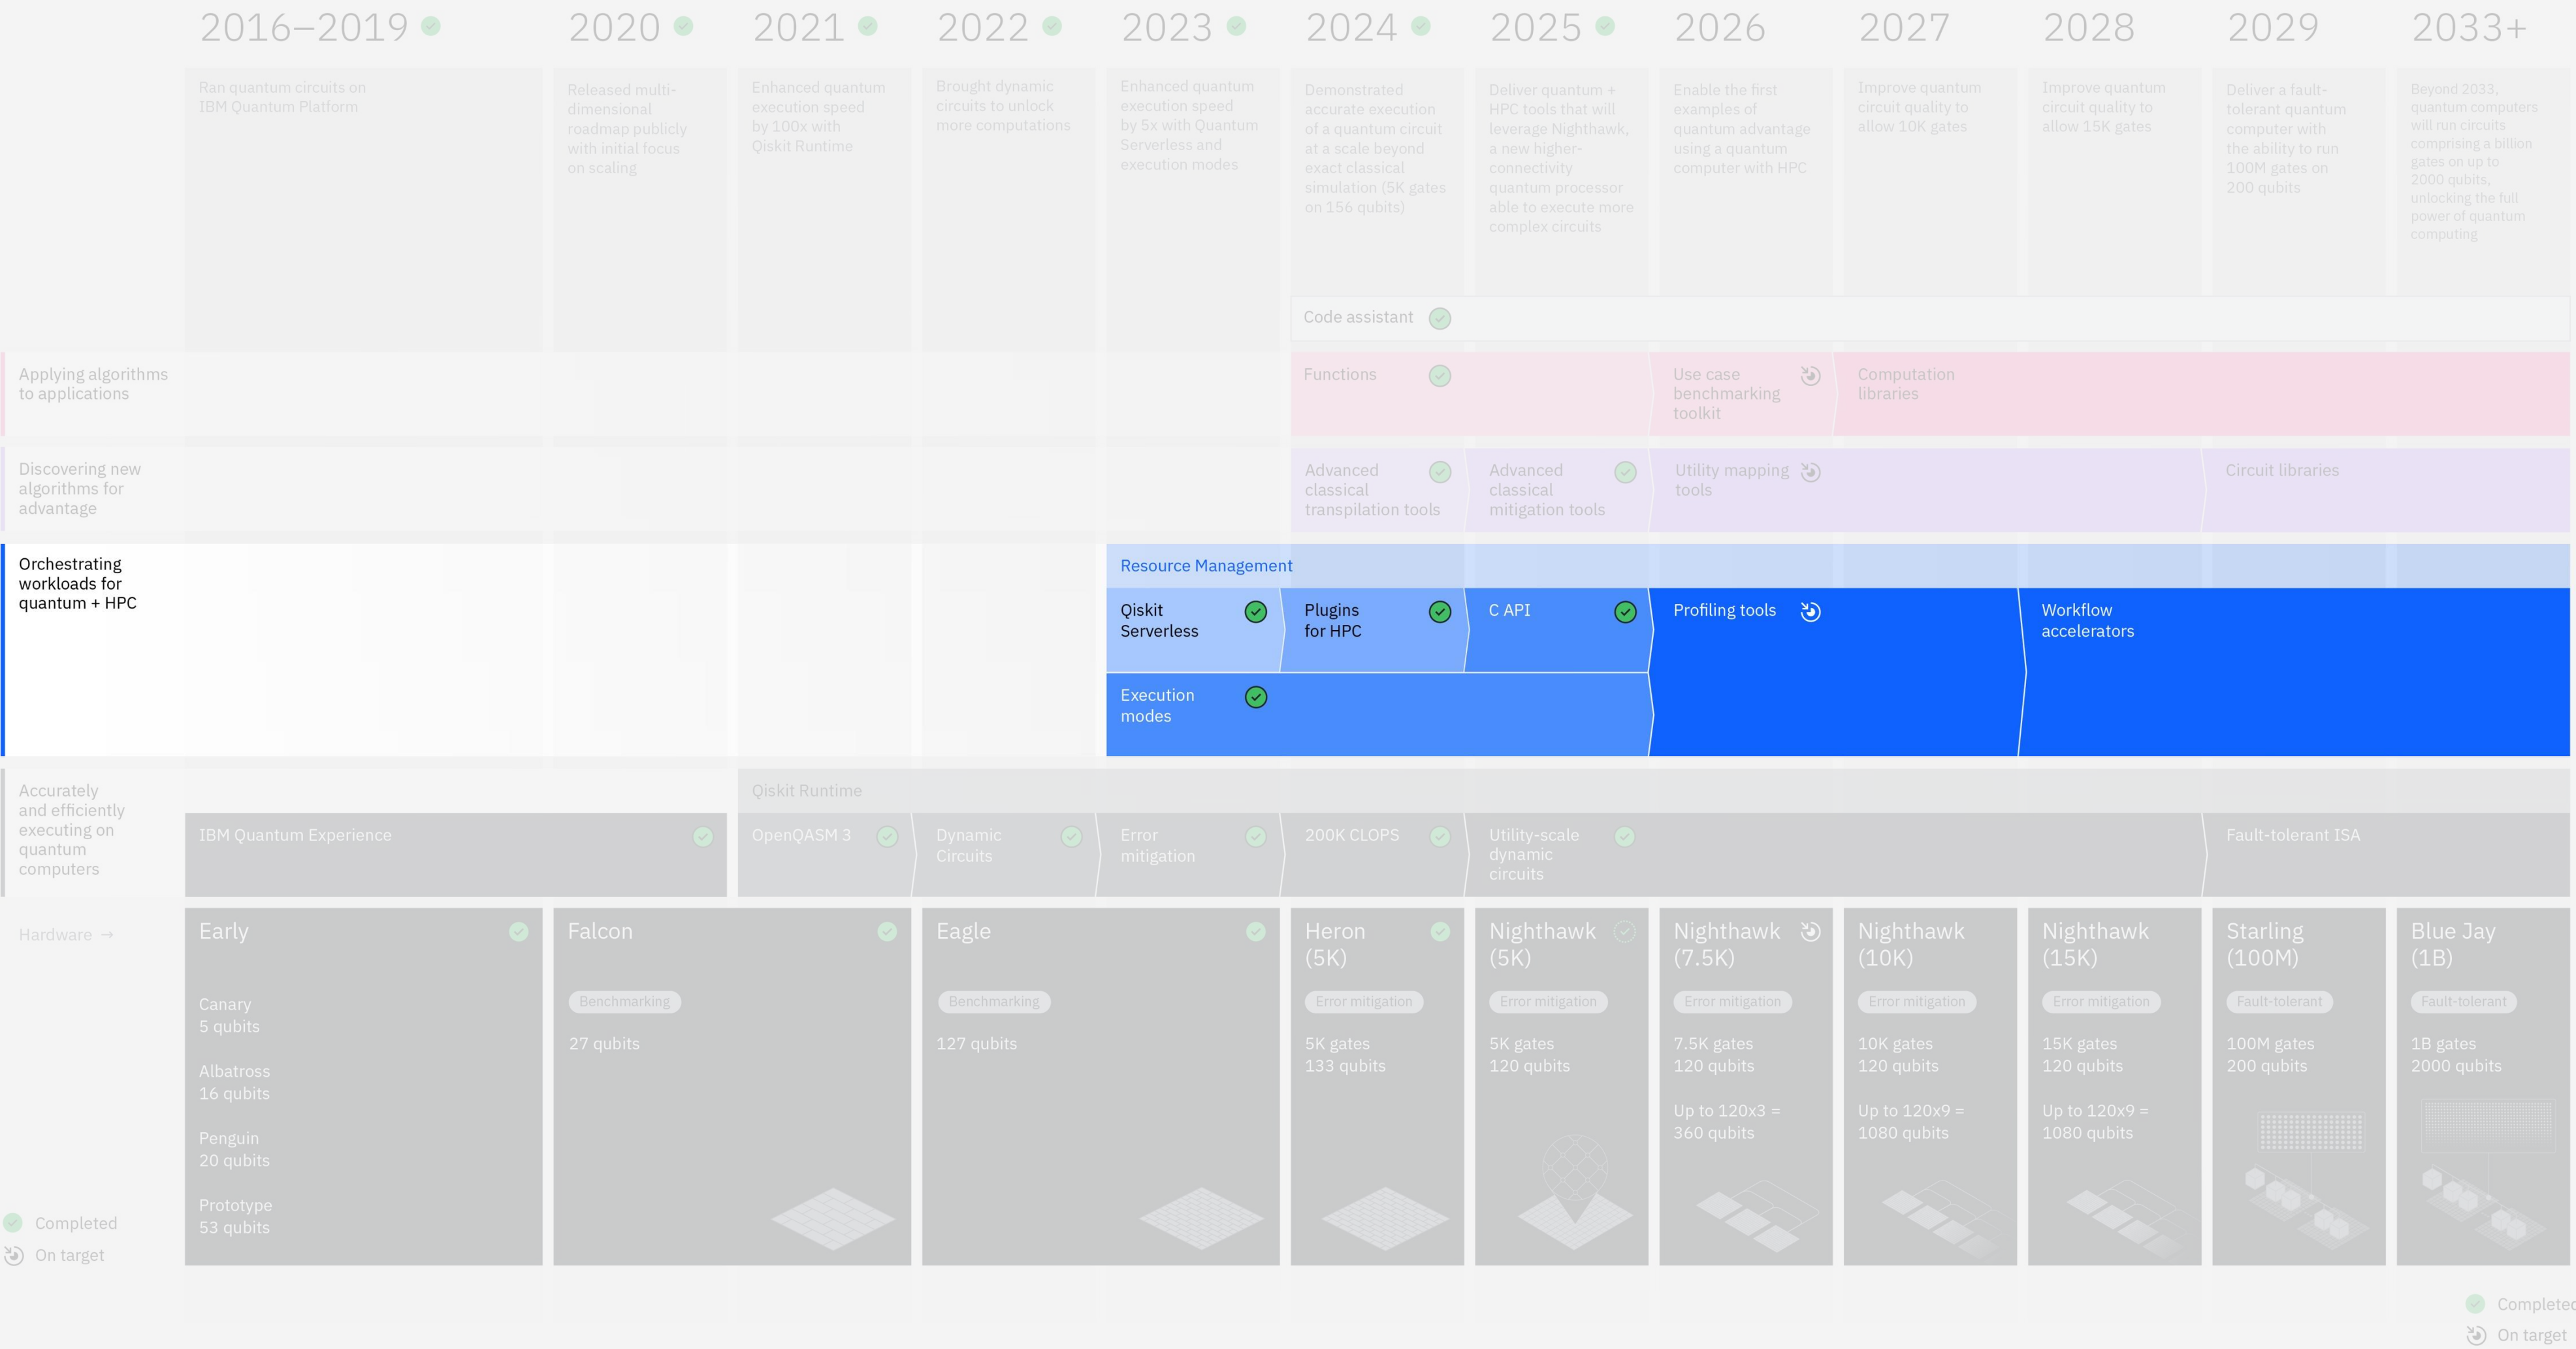 2016–2019
2020
2021
2022
2023
2024
2025
2026
2027
2028
2029
2033+
Ran quantum circuits on
IBM Quantum Platform
Released multi-
dimensional
roadmap publicly
with initial focus
on scaling
Enhanced quantum
execution speed
by 100x with
Qiskit Runtime
Brought dynamic
circuits to unlock
more computations
Enhanced quantum
execution speed
by 5x with Quantum
Serverless and
execution modes
Demonstrated
accurate execution
of a quantum circuit
at a scale beyond
exact classical
simulation (5K gates
on 156 qubits)
Deliver quantum +
HPC tools that will
leverage Nighthawk,
a new higher-
connectivity
quantum processor
able to execute more
complex circuits
Enable the first
examples of
quantum advantage
using a quantum
computer with HPC
Improve quantum
circuit quality to
allow 10K gates
Improve quantum
circuit quality to
allow 15K gates
Deliver a fault-
tolerant quantum
computer with
the ability to run
100M gates on
200 qubits
Beyond 2033,
quantum computers
will run circuits
comprising a billion
gates on up to
2000 qubits,
unlocking the full
power of quantum
computing
Code assistant
Applying algorithms
to applications
Functions
Use case
benchmarking
toolkit
Computation
libraries
Discovering new
algorithms for
advantage
Advanced
classical
transpilation tools
Advanced
classical
mitigation tools
Utility mapping
tools
Circuit libraries
Orchestrating
workloads for
quantum + HPC
Resource Management
Qiskit
Serverless
Plugins
for HPC
C API
Profiling tools
Workflow
accelerators
Execution
modes
Accurately
and efficiently
executing on
quantum
computers
Qiskit Runtime
IBM Quantum Experience
OpenQASM 3
Dynamic
Circuits
Error
mitigation
200K CLOPS
Utility-scale
dynamic
circuits
Fault-tolerant ISA
Hardware →
Early
Canary
5 qubits
Albatross
16 qubits
Penguin
20 qubits
Prototype
53 qubits
Falcon
Benchmarking
27 qubits
Eagle
Benchmarking
127 qubits
Heron
(5K)
Error mitigation
5K gates
133 qubits
Nighthawk
(5K)
Error mitigation
5K gates
120 qubits
Nighthawk
(7.5K)
Error mitigation
7.5K gates
120 qubits
Up to 120x3 =
360 qubits
Nighthawk
(10K)
Error mitigation
10K gates
120 qubits
Up to 120x9 =
1080 qubits
Nighthawk
(15K)
Error mitigation
15K gates
120 qubits
Up to 120x9 =
1080 qubits
Starling
(100M)
Fault-tolerant
100M gates
200 qubits
Blue Jay
(1B)
Fault-tolerant
1B gates
2000 qubits
Completed
On target
Completed
On target